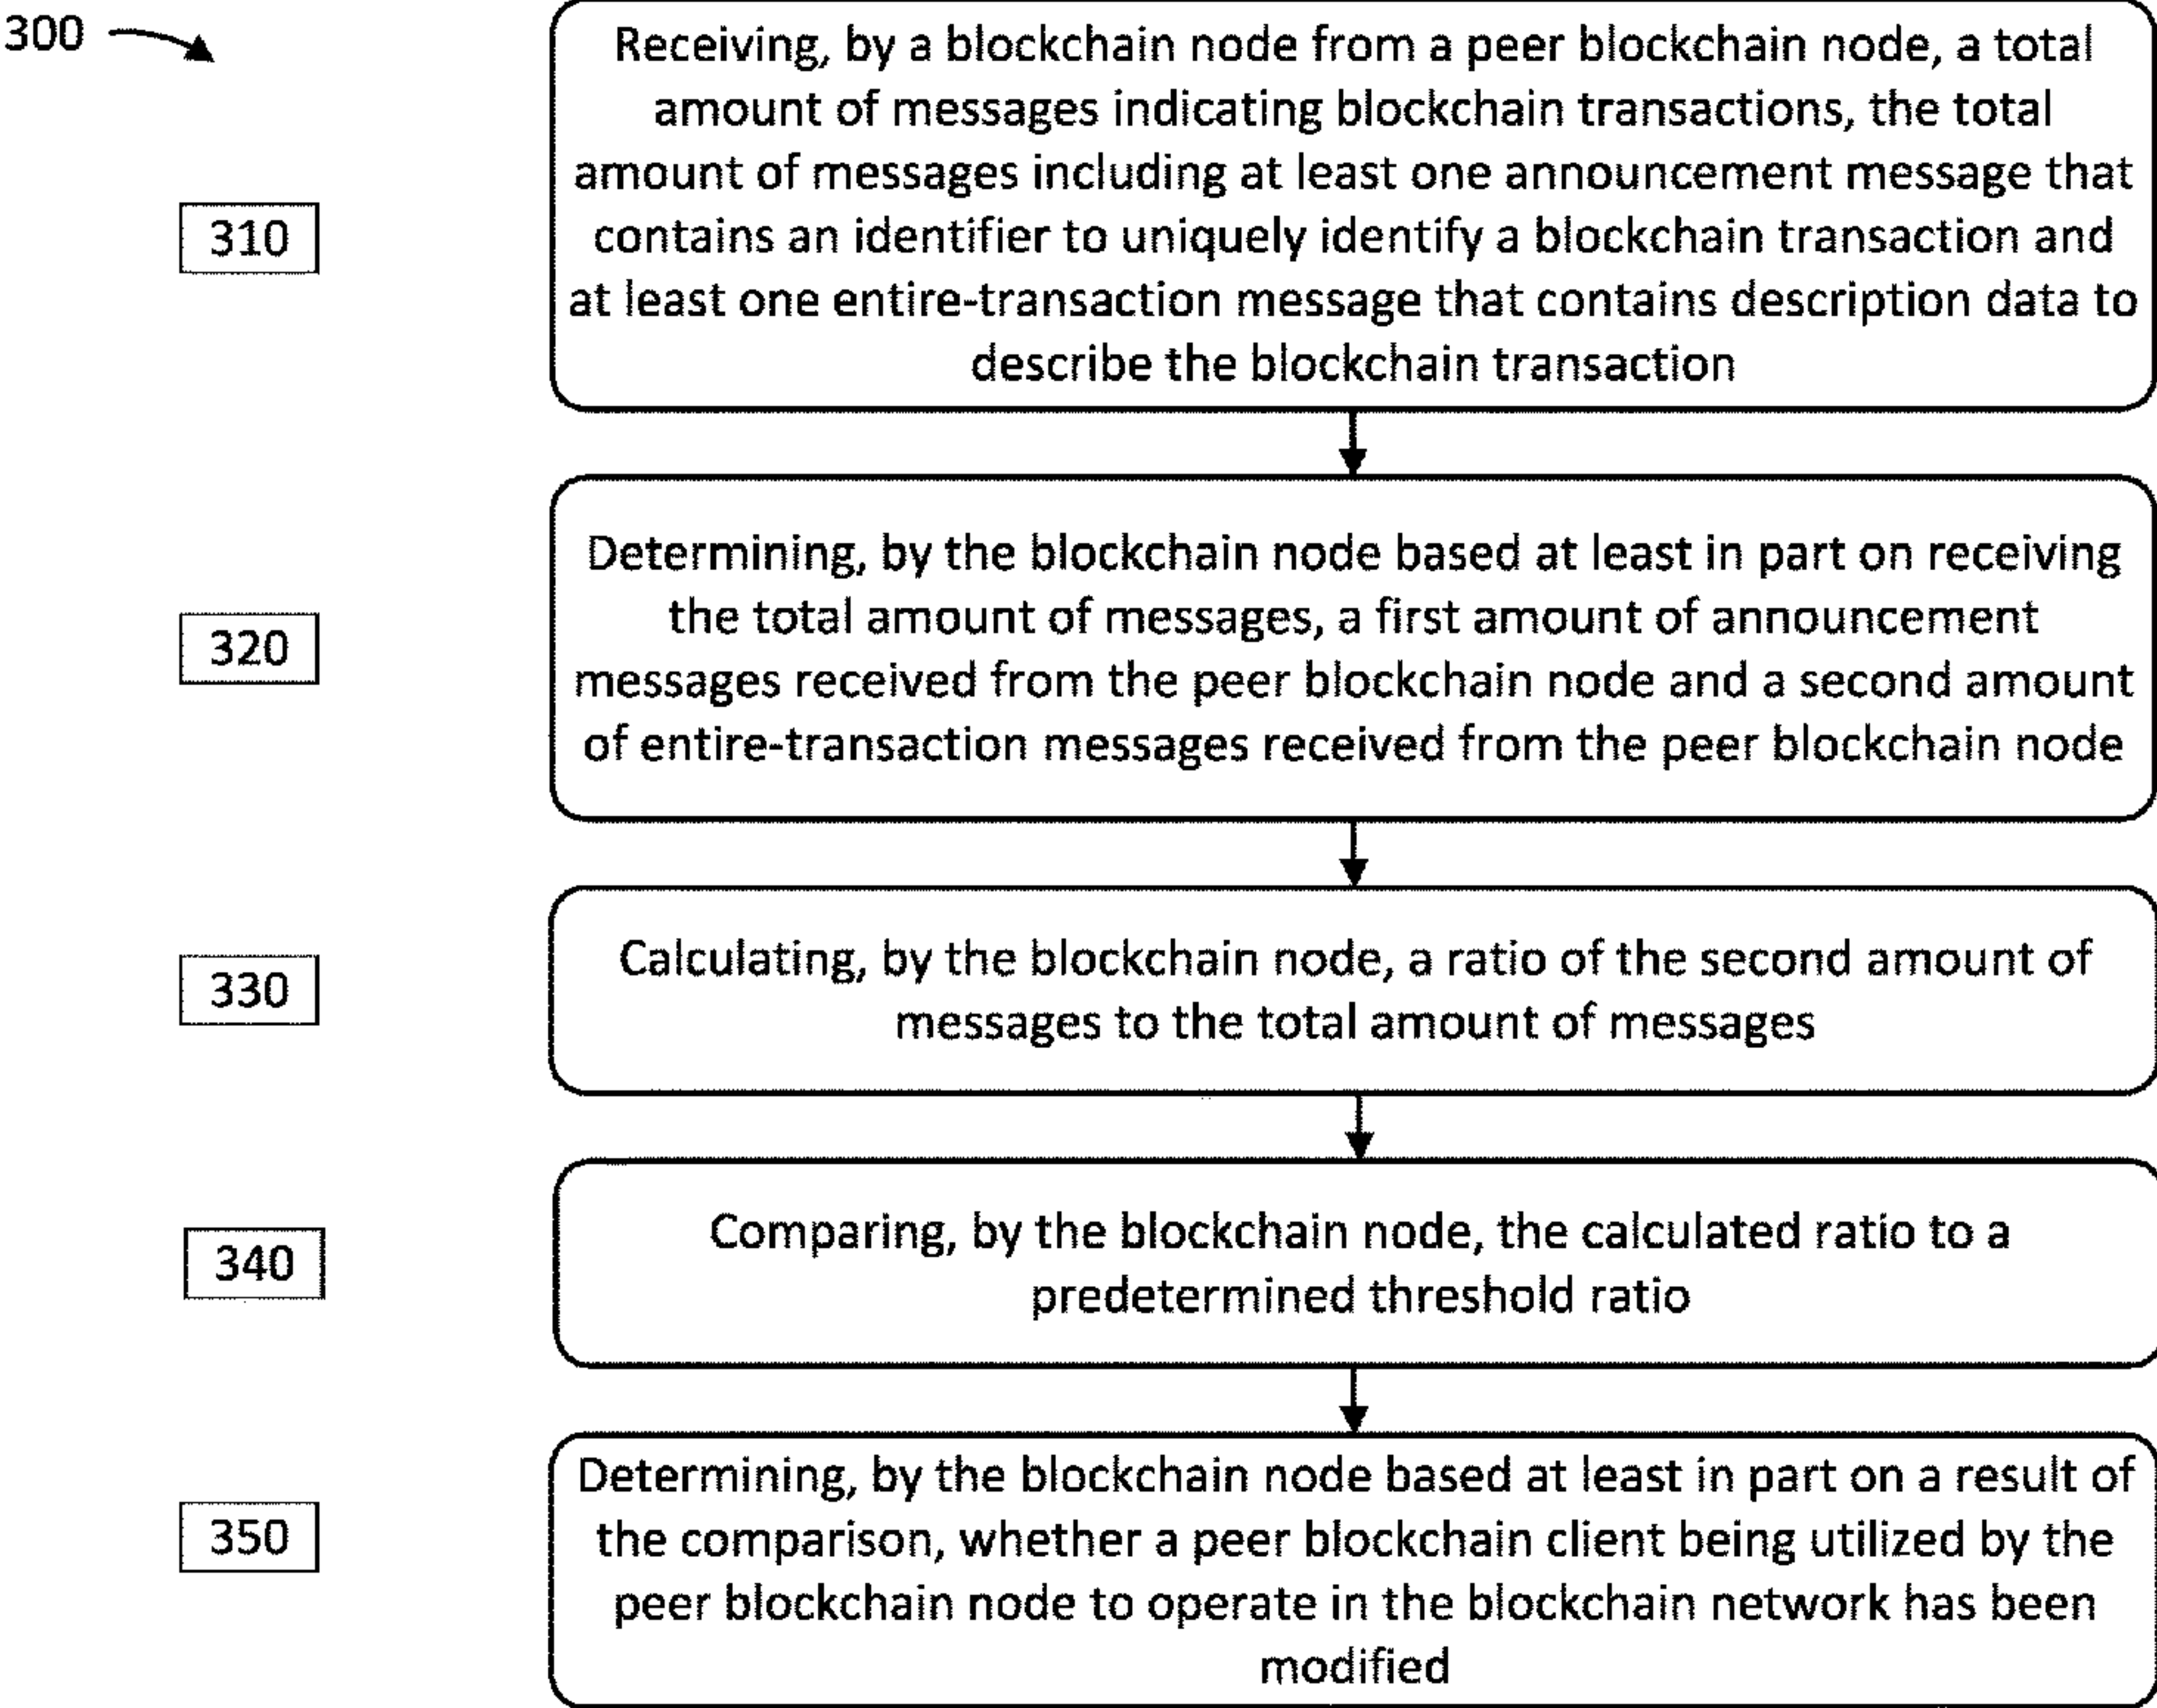 300
Receiving, by a blockchain node from a peer blockchain node, a total
amount of messages indicating blockchain transactions, the total
amount of messages including at least one announcement message that
310
contains an identifier to uniquely identify a blockchain transaction and
at least one entire-transaction message that contains description data to
describe the blockchain transaction
Determining, by the blockchain node based at least in part on receiving
the total amount of messages, a first amount of announcement
320
messages received from the peer blockchain node and a second amount
of entire-transaction messages received from the peer blockchain node
330
Calculating, by the blockchain node, a ratio of the second amount of
messages to the total amount of messages
340
Comparing, by the blockchain node, the calculated ratio to a
predetermined threshold ratio
350
Determining, by the blockchain node based at least in part on a result of
the comparison, whether a peer blockchain client being utilized by the
peer blockchain node to operate in the blockchain network has been
modified